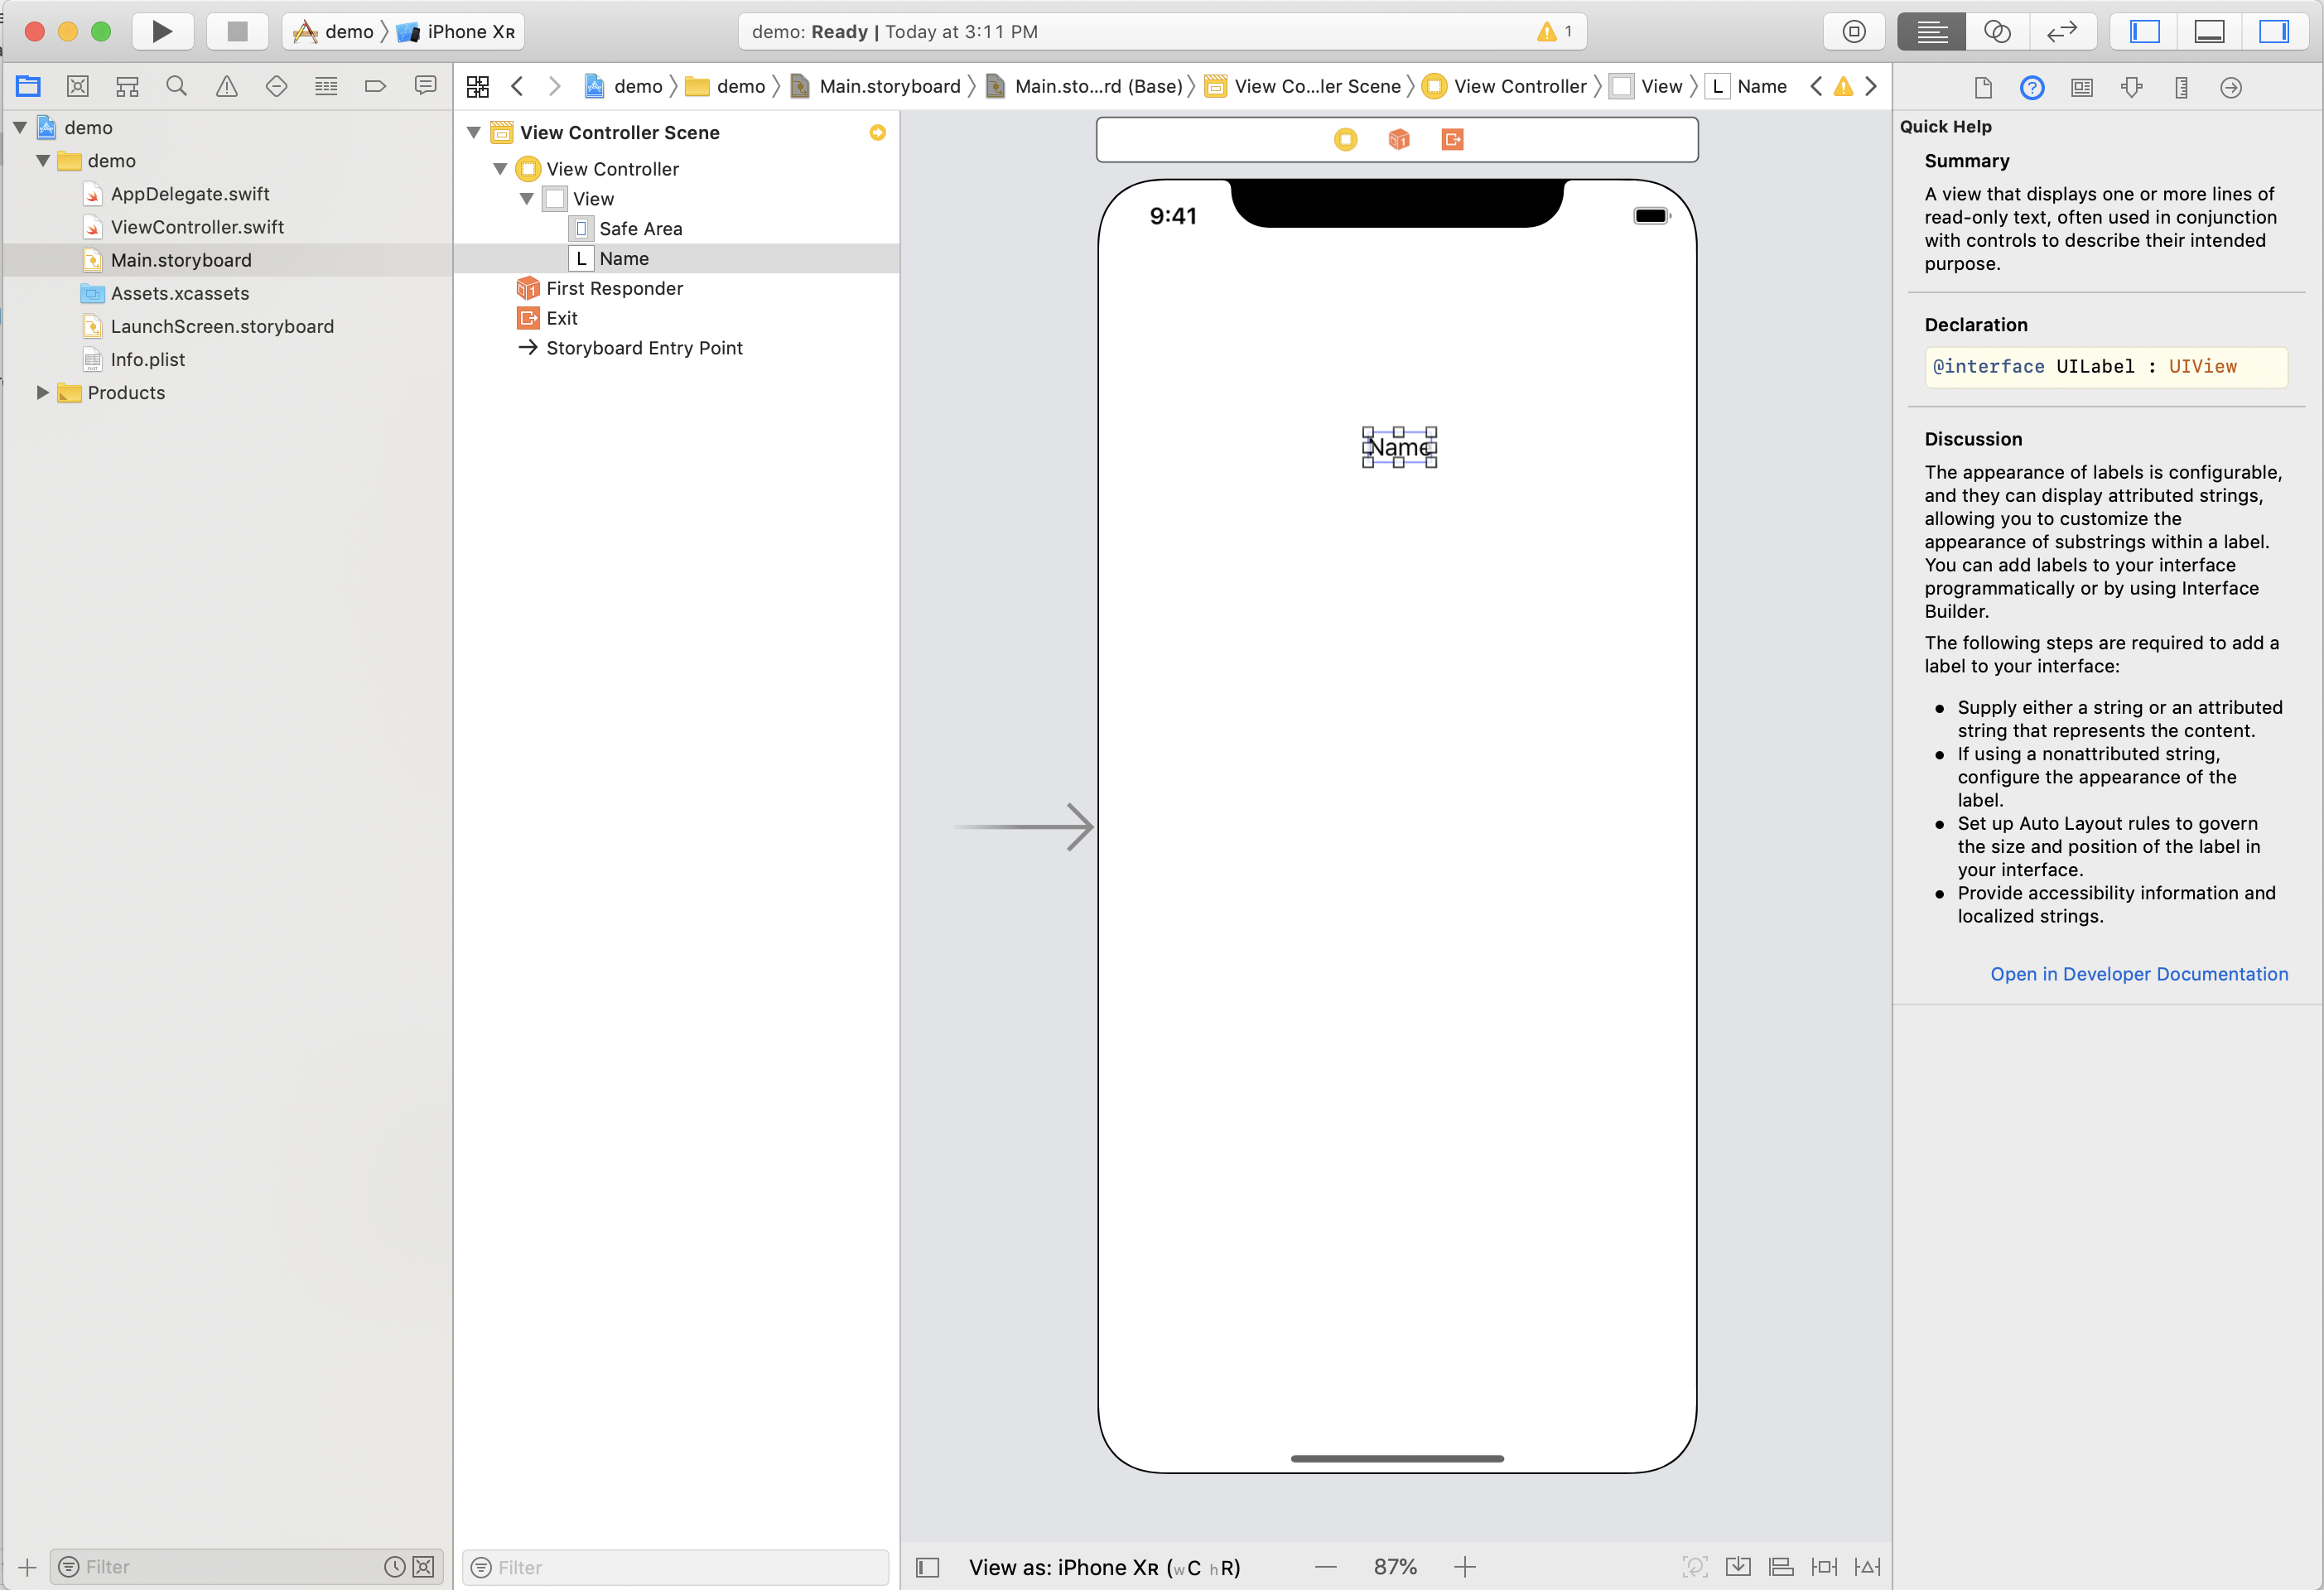 demo
iPhone XR
demo: Ready | Today at 3:11 PM
1
demo
demo
Main.storyboard
Main.sto...rd (Base)
View Co...ler Scene
View Controller
View
L
Name
demo
demo
AppDelegate.swift
ViewController.swift
Main.storyboard
Assets.xcassets
LaunchScreen.storyboard
Info.plist
Products
View Controller Scene
View Controller
View
Safe Area
L Name
First Responder
Exit
Storyboard Entry Point
9:41
Name
Quick Help
Summary
A view that displays one or more lines of
read-only text, often used in conjunction
with controls to describe their intended
purpose.
Declaration
@interface UILabel : UIView
Discussion
The appearance of labels is configurable,
and they can display attributed strings,
allowing you to customize the
appearance of substrings within a label.
You can add labels to your interface
programmatically or by using Interface
Builder.
The following steps are required to add a
label to your interface:
● Supply either a string or an attributed
string that represents the content.
● If using a nonattributed string,
configure the appearance of the
label.
● Set up Auto Layout rules to govern
the size and position of the label in
your interface.
● Provide accessibility information and
localized strings.
Open in Developer Documentation
Filter
Filter
View as: iPhone XR (wC hR)
87%